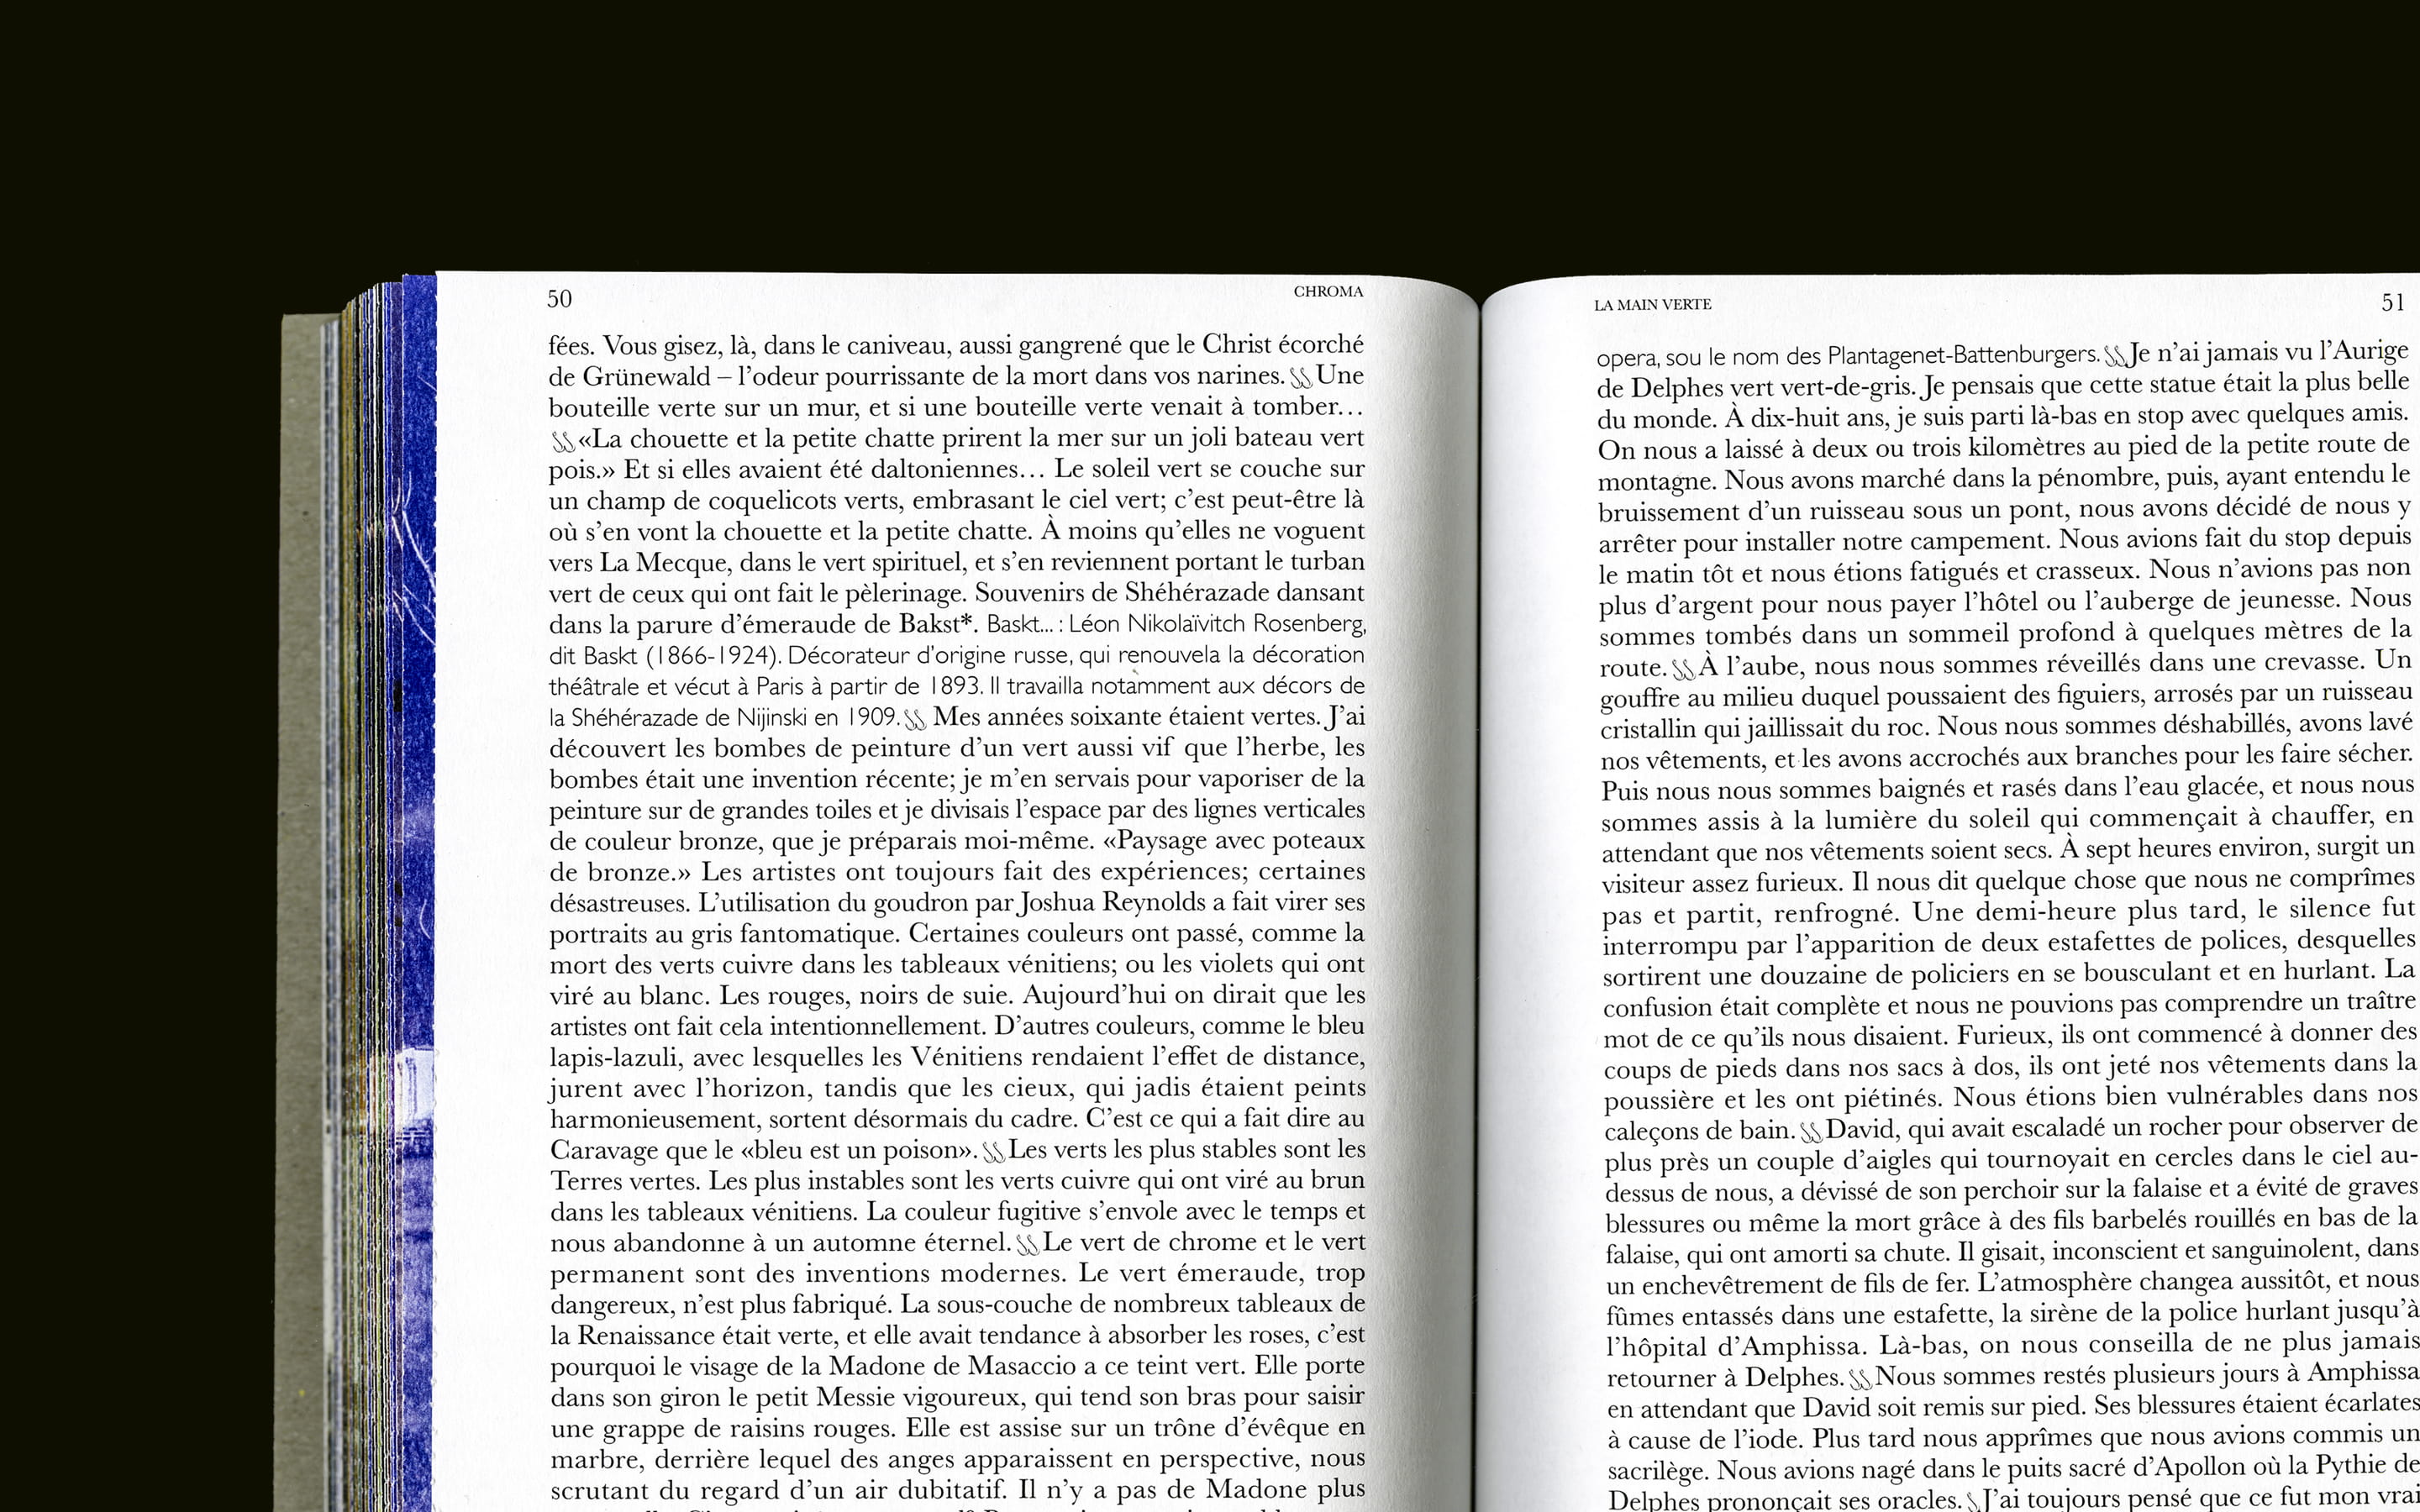 50
CHROMA
fées. Vous gisez, là, dans le caniveau, aussi gangrené que le Christ écorché
de Grünewald – l’odeur pourrissante de la mort dans vos narines. §§ Une
bouteille verte sur un mur, et si une bouteille verte venait à tomber…
§§ «La chouette et la petite chatte prirent la mer sur un joli bateau vert
pois.» Et si elles avaient été daltoniennes… Le soleil vert se couche sur
un champ de coquelicots verts, embrasant le ciel vert; c’est peut-être là
où s’en vont la chouette et la petite chatte. À moins qu’elles ne voguent
vers La Mecque, dans le vert spirituel, et s’en reviennent portant le turban
vert de ceux qui ont fait le pèlerinage. Souvenirs de Shéhérazade dansant
dans la parure d’émeraude de Bakst*. Baskt... : Léon Nikolaïvitch Rosenberg,
dit Baskt (1866-1924). Décorateur d’origine russe, qui renouvela la décoration
théâtrale et vécut à Paris à partir de 1893. Il travailla notamment aux décors de
la Shéhérazade de Nijinski en 1909. §§ Mes années soixante étaient vertes. J’ai
découvert les bombes de peinture d’un vert aussi vif que l’herbe, les
bombes était une invention récente; je m’en servais pour vaporiser de la
peinture sur de grandes toiles et je divisais l’espace par des lignes verticales
de couleur bronze, que je préparais moi-même. «Paysage avec poteaux
de bronze.» Les artistes ont toujours fait des expériences; certaines
désastreuses. L’utilisation du goudron par Joshua Reynolds a fait virer ses
portraits au gris fantomatique. Certaines couleurs ont passé, comme la
mort des verts cuivre dans les tableaux vénitiens; ou les violets qui ont
viré au blanc. Les rouges, noirs de suie. Aujourd’hui on dirait que les
artistes ont fait cela intentionnellement. D’autres couleurs, comme le bleu
lapis-lazuli, avec lesquelles les Vénitiens rendaient l’effet de distance,
jurent avec l’horizon, tandis que les cieux, qui jadis étaient peints
harmonieusement, sortent désormais du cadre. C’est ce qui a fait dire au
Caravage que le «bleu est un poison». §§ Les verts les plus stables sont les
Terres vertes. Les plus instables sont les verts cuivre qui ont viré au brun
dans les tableaux vénitiens. La couleur fugitive s’envole avec le temps et
nous abandonne à un automne éternel. §§ Le vert de chrome et le vert
permanent sont des inventions modernes. Le vert émeraude, trop
dangereux, n’est plus fabriqué. La sous-couche de nombreux tableaux de
la Renaissance était verte, et elle avait tendance à absorber les roses, c’est
pourquoi le visage de la Madone de Masaccio a ce teint vert. Elle porte
dans son giron le petit Messie vigoureux, qui tend son bras pour saisir
une grappe de raisins rouges. Elle est assise sur un trône d’évêque en
marbre, derrière lequel des anges apparaissent en perspective, nous
scrutant du regard d’un air dubitatif. Il n’y a pas de Madone plus
LA MAIN VERTE
51
opera, sou le nom des Plantagenet-Battenburgers. §§ Je n’ai jamais vu l’Aurige
de Delphes vert vert-de-gris. Je pensais que cette statue était la plus belle
du monde. À dix-huit ans, je suis parti là-bas en stop avec quelques amis.
On nous a laissé à deux ou trois kilomètres au pied de la petite route de
montagne. Nous avons marché dans la pénombre, puis, ayant entendu le
bruissement d’un ruisseau sous un pont, nous avons décidé de nous y
arrêter pour installer notre campement. Nous avions fait du stop depuis
le matin tôt et nous étions fatigués et crasseux. Nous n’avions pas non
plus d’argent pour nous payer l’hôtel ou l’auberge de jeunesse. Nous
sommes tombés dans un sommeil profond à quelques mètres de la
route. §§ À l’aube, nous nous sommes réveillés dans une crevasse. Un
gouffre au milieu duquel poussaient des figuiers, arrosés par un ruisseau
cristallin qui jaillissait du roc. Nous nous sommes déshabillés, avons lavé
nos vêtements, et les avons accrochés aux branches pour les faire sécher.
Puis nous nous sommes baignés et rasés dans l’eau glacée, et nous nous
sommes assis à la lumière du soleil qui commençait à chauffer, en
attendant que nos vêtements soient secs. À sept heures environ, surgit un
visiteur assez furieux. Il nous dit quelque chose que nous ne comprîmes
pas et partit, renfrogné. Une demi-heure plus tard, le silence fut
interrompu par l’apparition de deux estafettes de polices, desquelles
sortirent une douzaine de policiers en se bousculant et en hurlant. La
confusion était complète et nous ne pouvions pas comprendre un traître
mot de ce qu’ils nous disaient. Furieux, ils ont commencé à donner des
coups de pieds dans nos sacs à dos, ils ont jeté nos vêtements dans la
poussière et les ont piétinés. Nous étions bien vulnérables dans nos
caleçons de bain. §§ David, qui avait escaladé un rocher pour observer de
plus près un couple d’aigles qui tournoyait en cercles dans le ciel au-
dessus de nous, a dévissé de son perchoir sur la falaise et a évité de graves
blessures ou même la mort grâce à des fils barbelés rouillés en bas de la
falaise, qui ont amorti sa chute. Il gisait, inconscient et sanguinolent, dans
un enchevêtrement de fils de fer. L’atmosphère changea aussitôt, et nous
fûmes entassés dans une estafette, la sirène de la police hurlant jusqu’à
l’hôpital d’Amphissa. Là-bas, on nous conseilla de ne plus jamais
retourner à Delphes. §§ Nous sommes restés plusieurs jours à Amphissa
en attendant que David soit remis sur pied. Ses blessures étaient écarlates
à cause de l’iode. Plus tard nous apprîmes que nous avions commis un
sacrilège. Nous avions nagé dans le puits sacré d’Apollon où la Pythie de
Delphes prononçait ses oracles. § J’ai toujours pensé que ce fut mon vrai